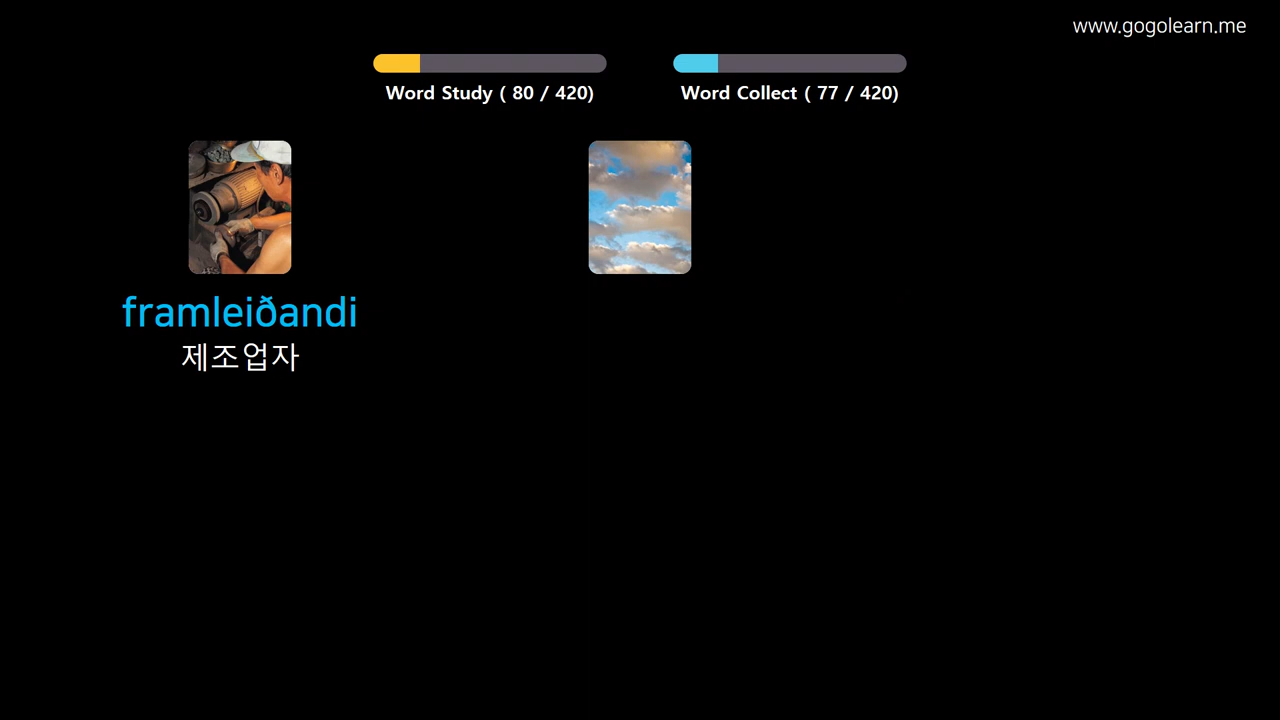 www.gogolearn.me
Word Study ( 80 / 420)
Word Collect ( 77 / 420)
framleiðandi
제조업자